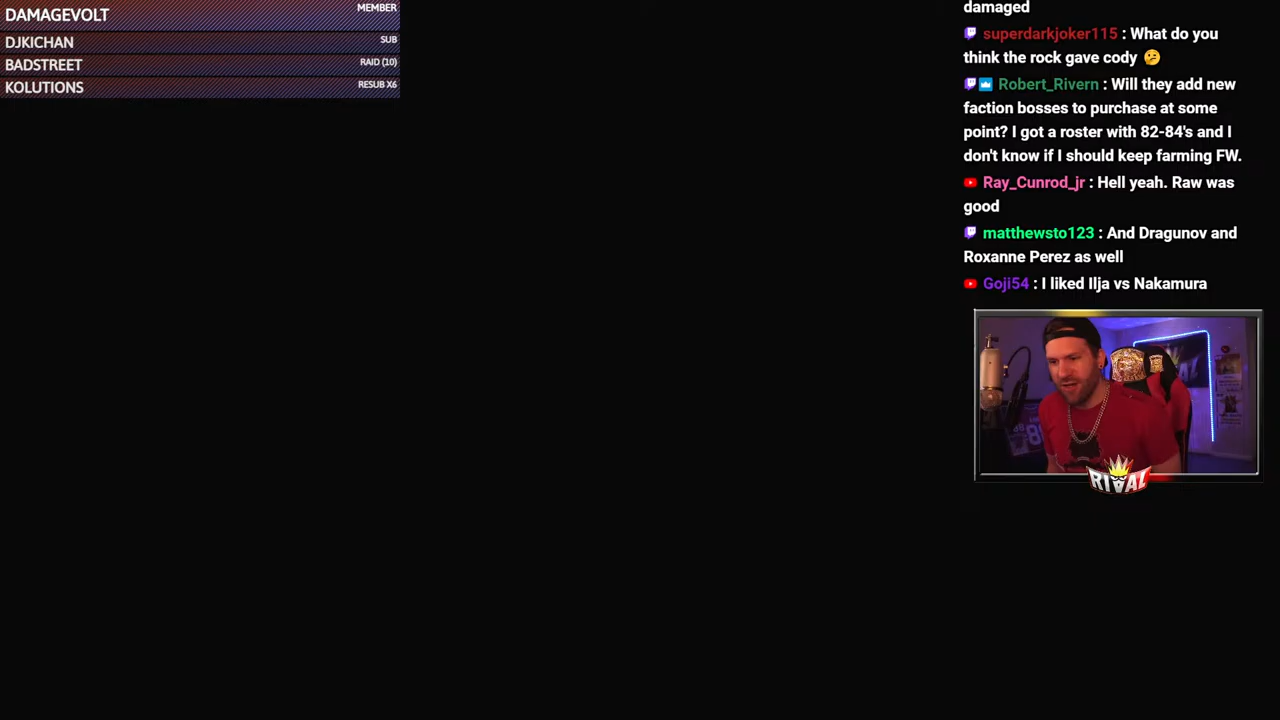 DAMAGEVOLT MEMBER
DJKICHAN SUB
BADSTREET RAID (10)
KOLUTIONS RESUB X6
damaged
superdarkjoker115 : What do you
think the rock gave cody 🤔
Robert_Rivern : Will they add new
faction bosses to purchase at some
point? I got a roster with 82-84's and I
don't know if I should keep farming FW.
Ray_Cunrod_jr : Hell yeah. Raw was
good
matthewsto123 : And Dragunov and
Roxanne Perez as well
Goji54 : I liked Ilja vs Nakamura
RIVAL